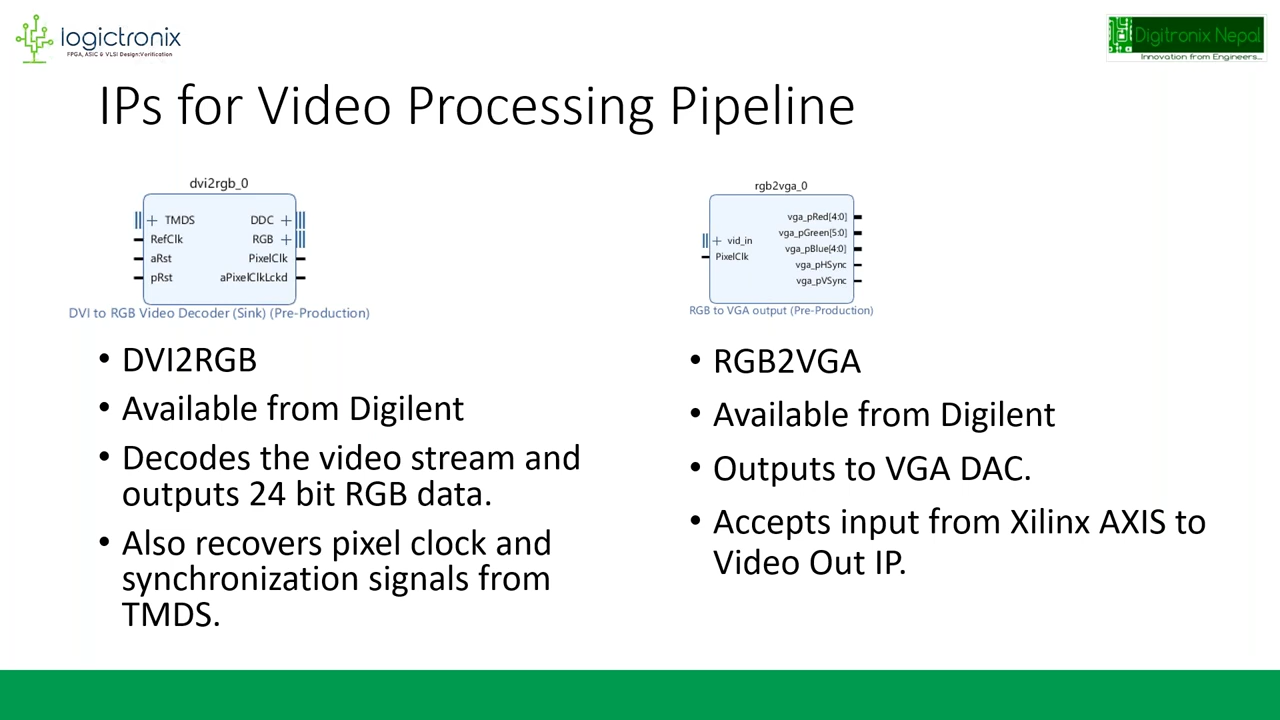 logictronix
FPGA, ASIC & VLSI Design:Verification
Digitronix Nepal
Innovation from Engineers...
IPs for Video Processing Pipeline
dvi2rgb_0
TMDS
RefClk
aRst
pRst
DDC
RGB
PixelClk
aPixelClkLckd
DVI to RGB Video Decoder (Sink) (Pre-Production)
• DVI2RGB
• Available from Digilent
• Decodes the video stream and
outputs 24 bit RGB data.
• Also recovers pixel clock and
synchronization signals from
TMDS.
rgb2vga_0
vid_in
PixelClk
vga_pRed[4:0]
vga_pGreen[5:0]
vga_pBlue[4:0]
vga_pHSync
vga_pVSync
RGB to VGA output (Pre-Production)
• RGB2VGA
• Available from Digilent
• Outputs to VGA DAC.
• Accepts input from Xilinx AXIS to
Video Out IP.